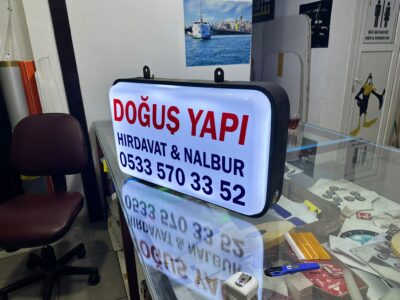 DOĞUŞ YAPI
HIRDAVAT & NALBUR
0533 570 33 52